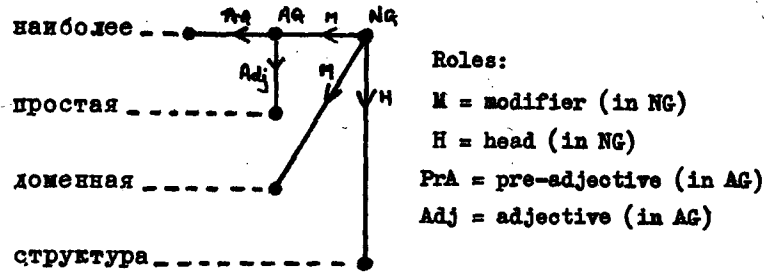 наиболее PrA AG M NG
Adj M H
простая
доменная
структура
Roles:
M = modifier (in NG)
H = head (in NG)
PrA = pre-adjective (in AG)
Adj = adjective (in AG)